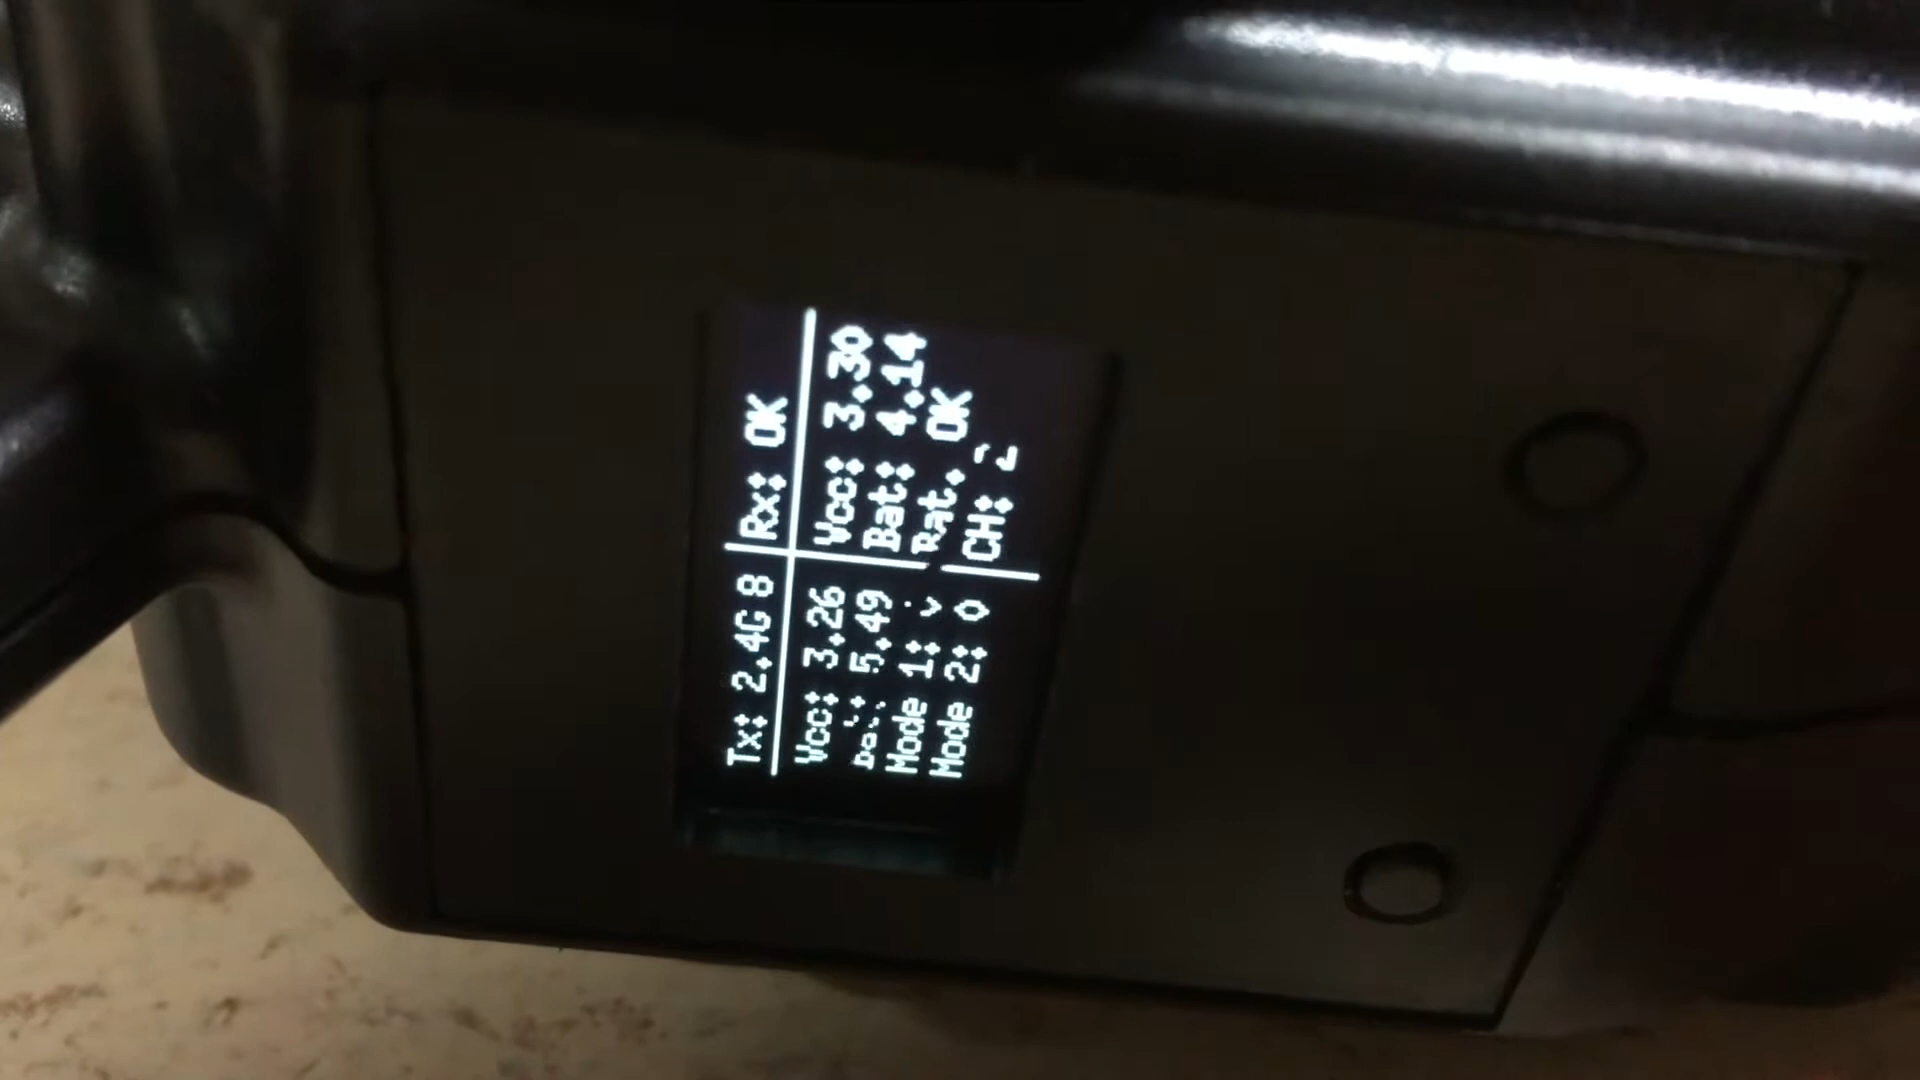 Tx: 2.4G 8
Rx: OK
Vcc: 3.26
5.49
Mode 1:
Mode 2: 0
Vcc: 3.30
Bat: 4.14
OK
CH: 2